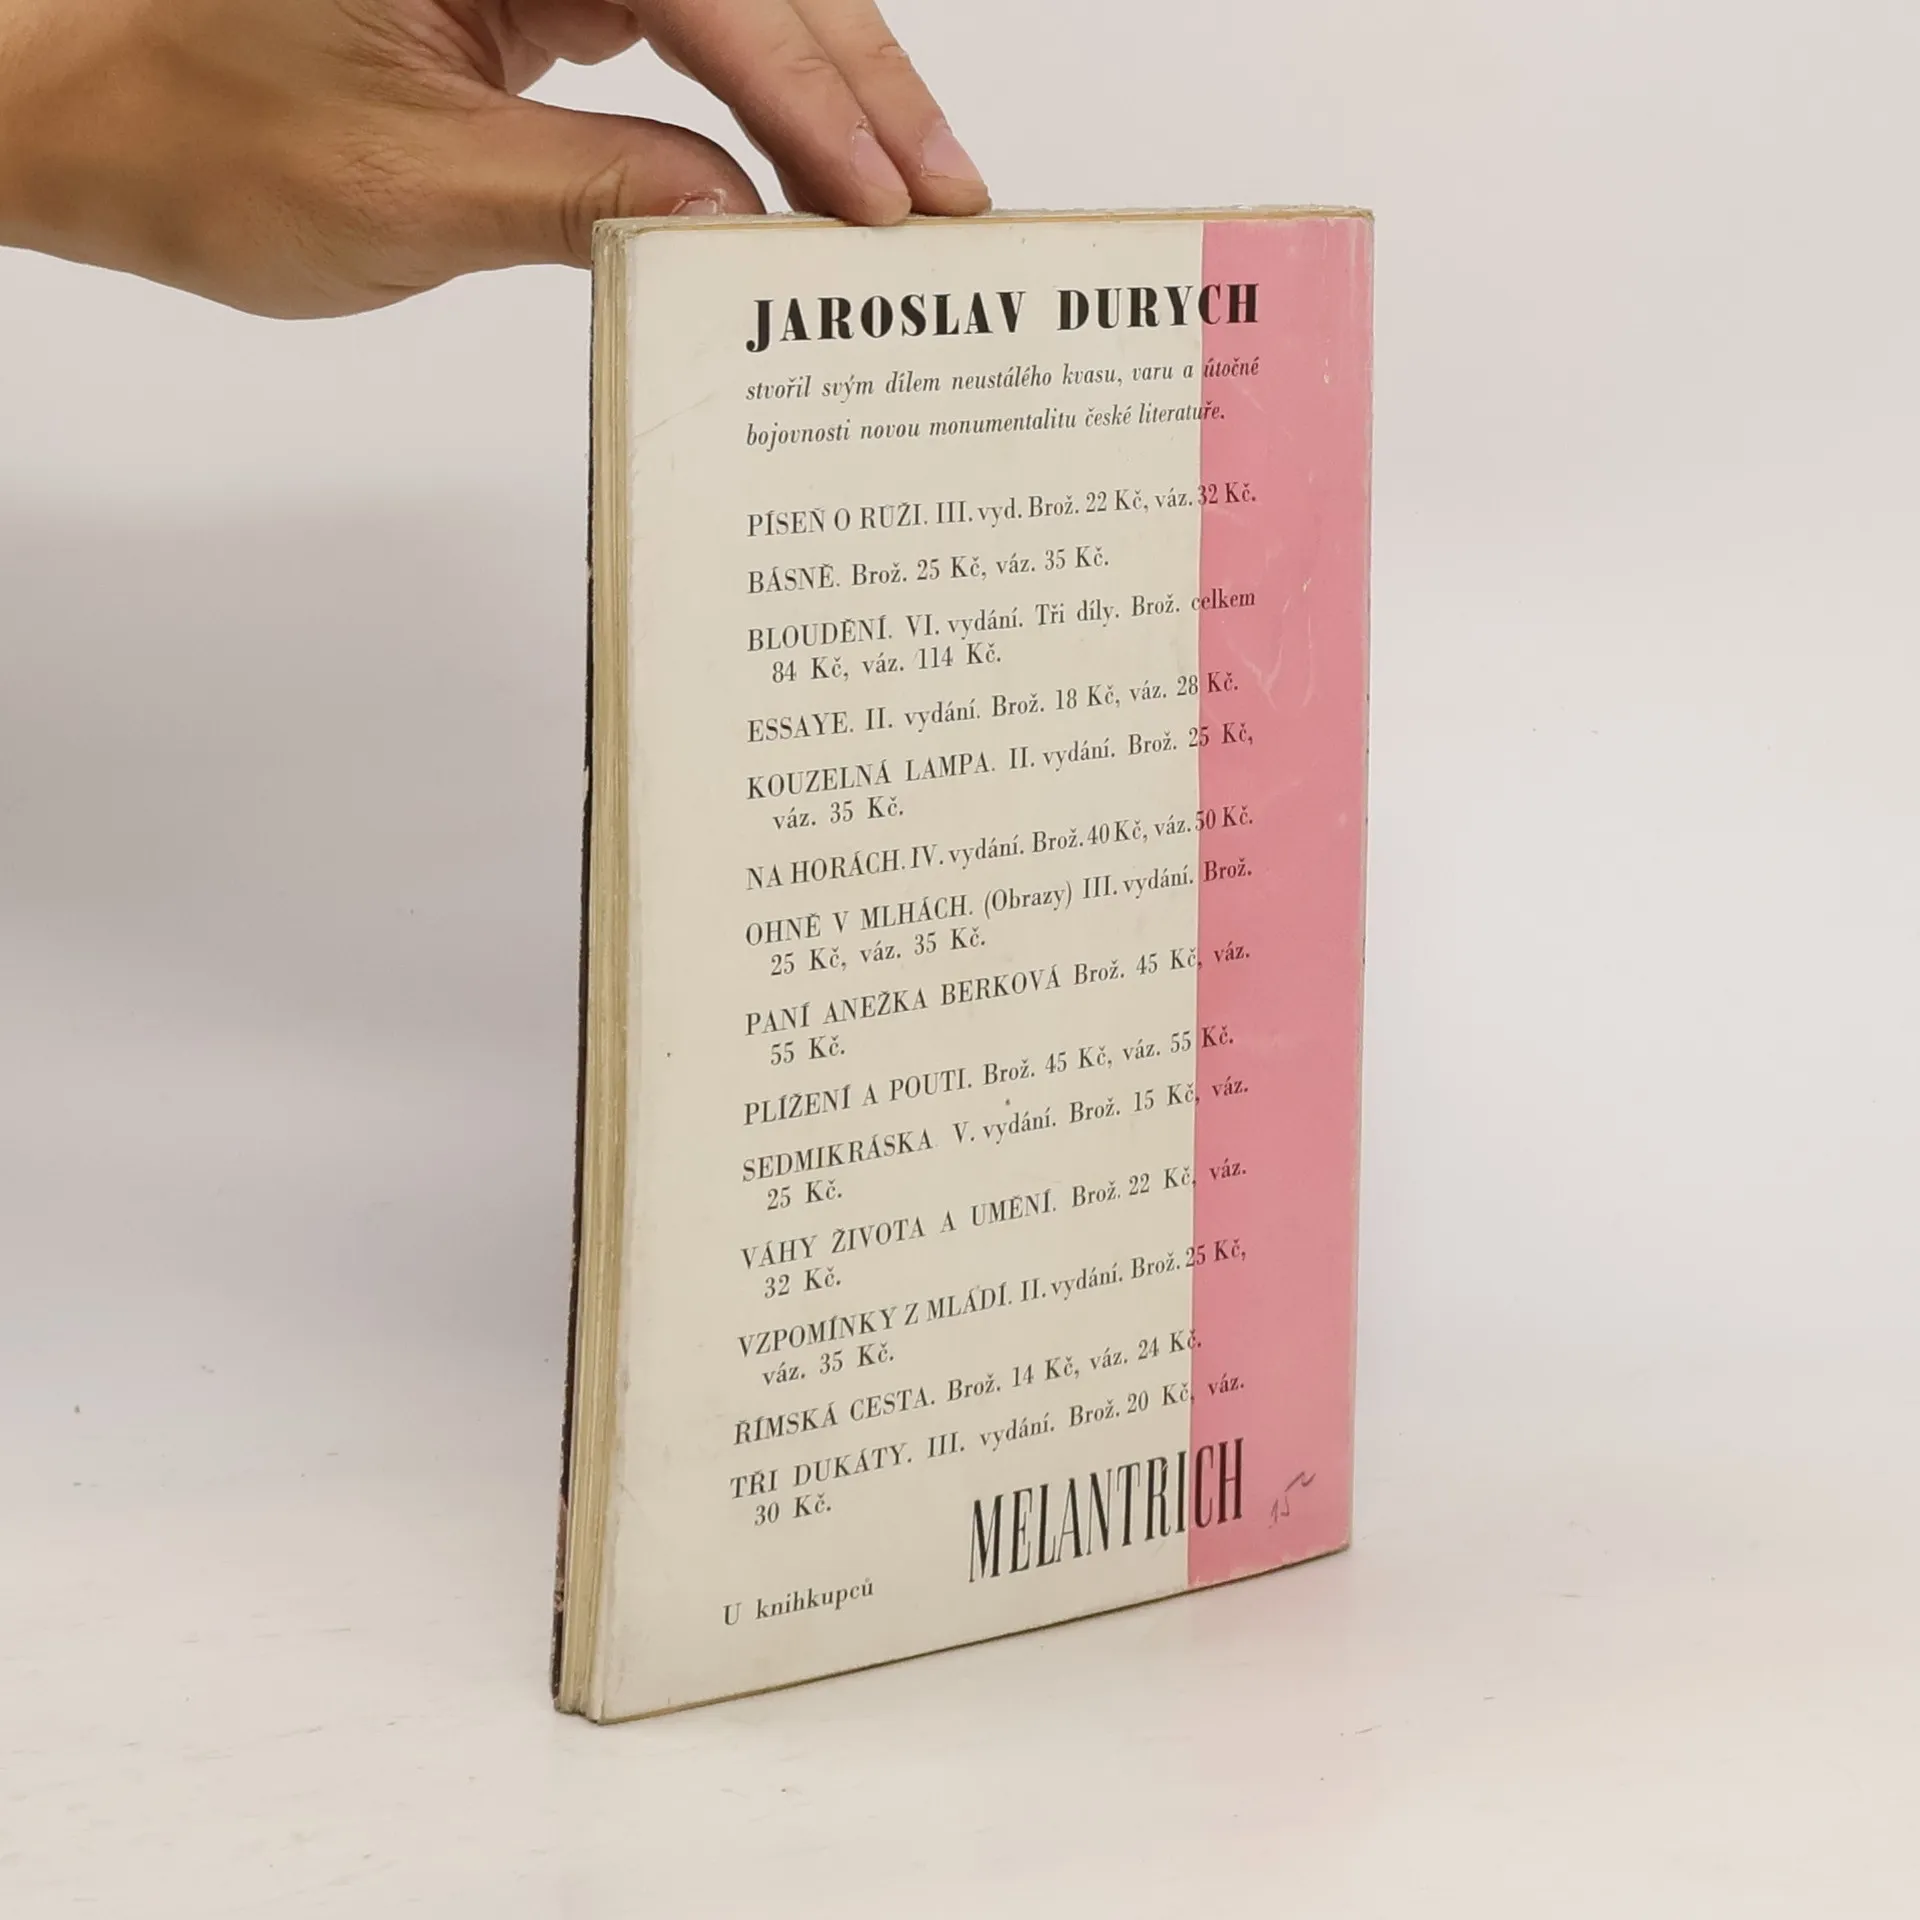 JAROSLAV DURYCH
stvořil svým dílem neustálého kvasu, varu a útočné
bojovnosti novou monumentalitu české literatuře.
PÍSEŇ O RŮŽI. III. vyd. Brož. 22 Kč, váz. 32 Kč.
BÁSNĚ. Brož. 25 Kč, váz. 35 Kč.
BLOUDĚNÍ. VI. vydání. Tři díly. Brož. celkem
84 Kč, váz. 114 Kč.
ESSAYE. II. vydání. Brož. 18 Kč, váz. 28 Kč.
KOUZELNÁ LAMPA. II. vydání. Brož. 25 Kč,
váz. 35 Kč.
NA HORÁCH. IV. vydání. Brož. 40 Kč, váz. 50 Kč.
OHNĚ V MLHÁCH. (Obrazy) III. vydání. Brož.
25 Kč, váz. 35 Kč.
PANÍ ANEŽKA BERKOVÁ Brož. 45 Kč, váz.
55 Kč.
PLÍŽENÍ A POUTI. Brož. 45 Kč, váz. 55 Kč.
SEDMIKRÁSKA V. vydání. Brož. 15 Kč, váz.
25 Kč.
VÁHY ŽIVOTA A UMĚNÍ. Brož. 22 Kč, váz.
32 Kč.
VZPOMÍNKY Z MLÁDÍ. II. vydání. Brož. 25 Kč,
váz. 35 Kč.
ŘÍMSKÁ CESTA. Brož. 14 Kč, váz. 24 Kč.
TŘI DUKÁTY. III. vydání. Brož. 20 Kč, váz.
30 Kč.
U knihkupců MELANTRICH
15